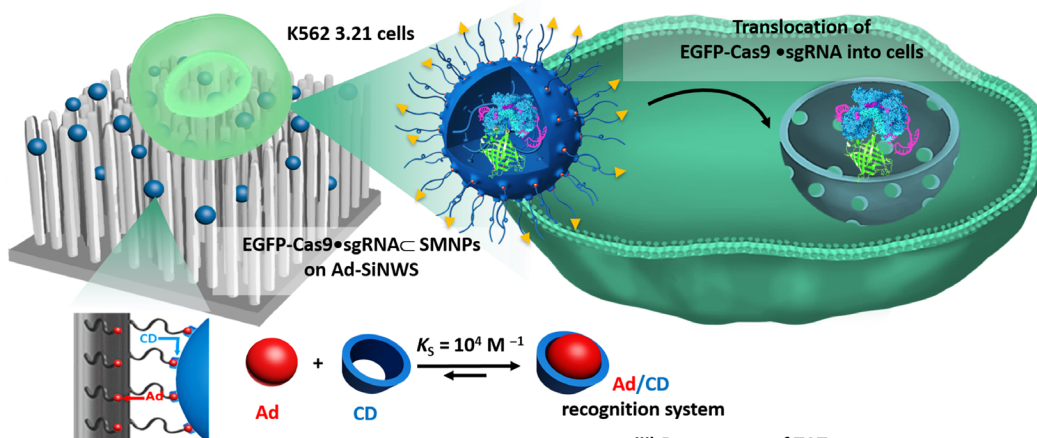 K562 3.21 cells
Translocation of
EGFP-Cas9 •sgRNA into cells
EGFP-Cas9•sgRNA⊂ SMNPs
on Ad-SiNWS
CD
Ad
+
Kₛ = 10⁴ M ⁻¹
Ad
CD
Ad/CD
recognition system